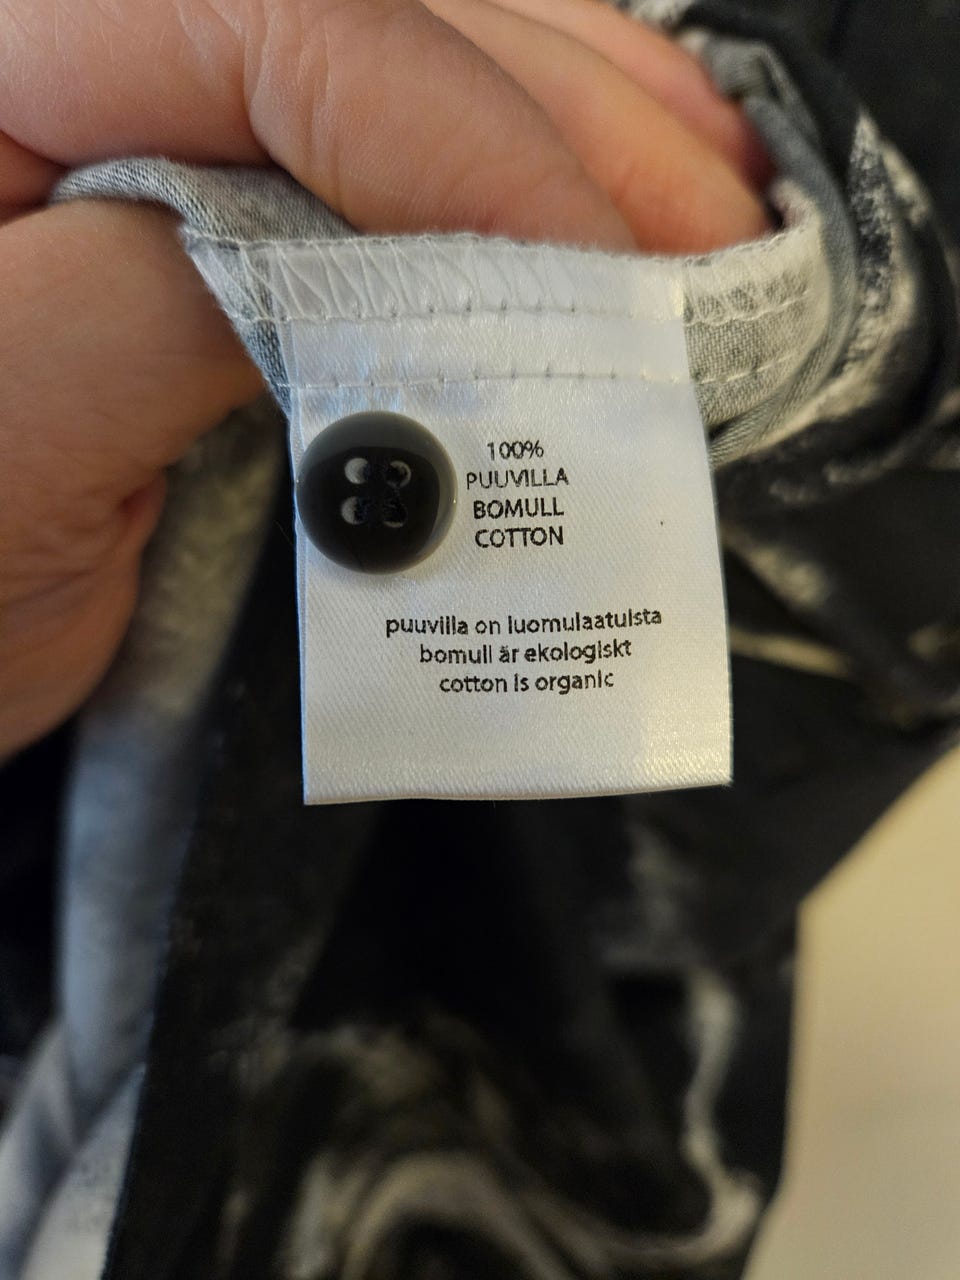 100%
PUUVILLA
BOMULL
COTTON
puuvilla on luomulaatuista
bomull är ekologiskt
cotton is organic